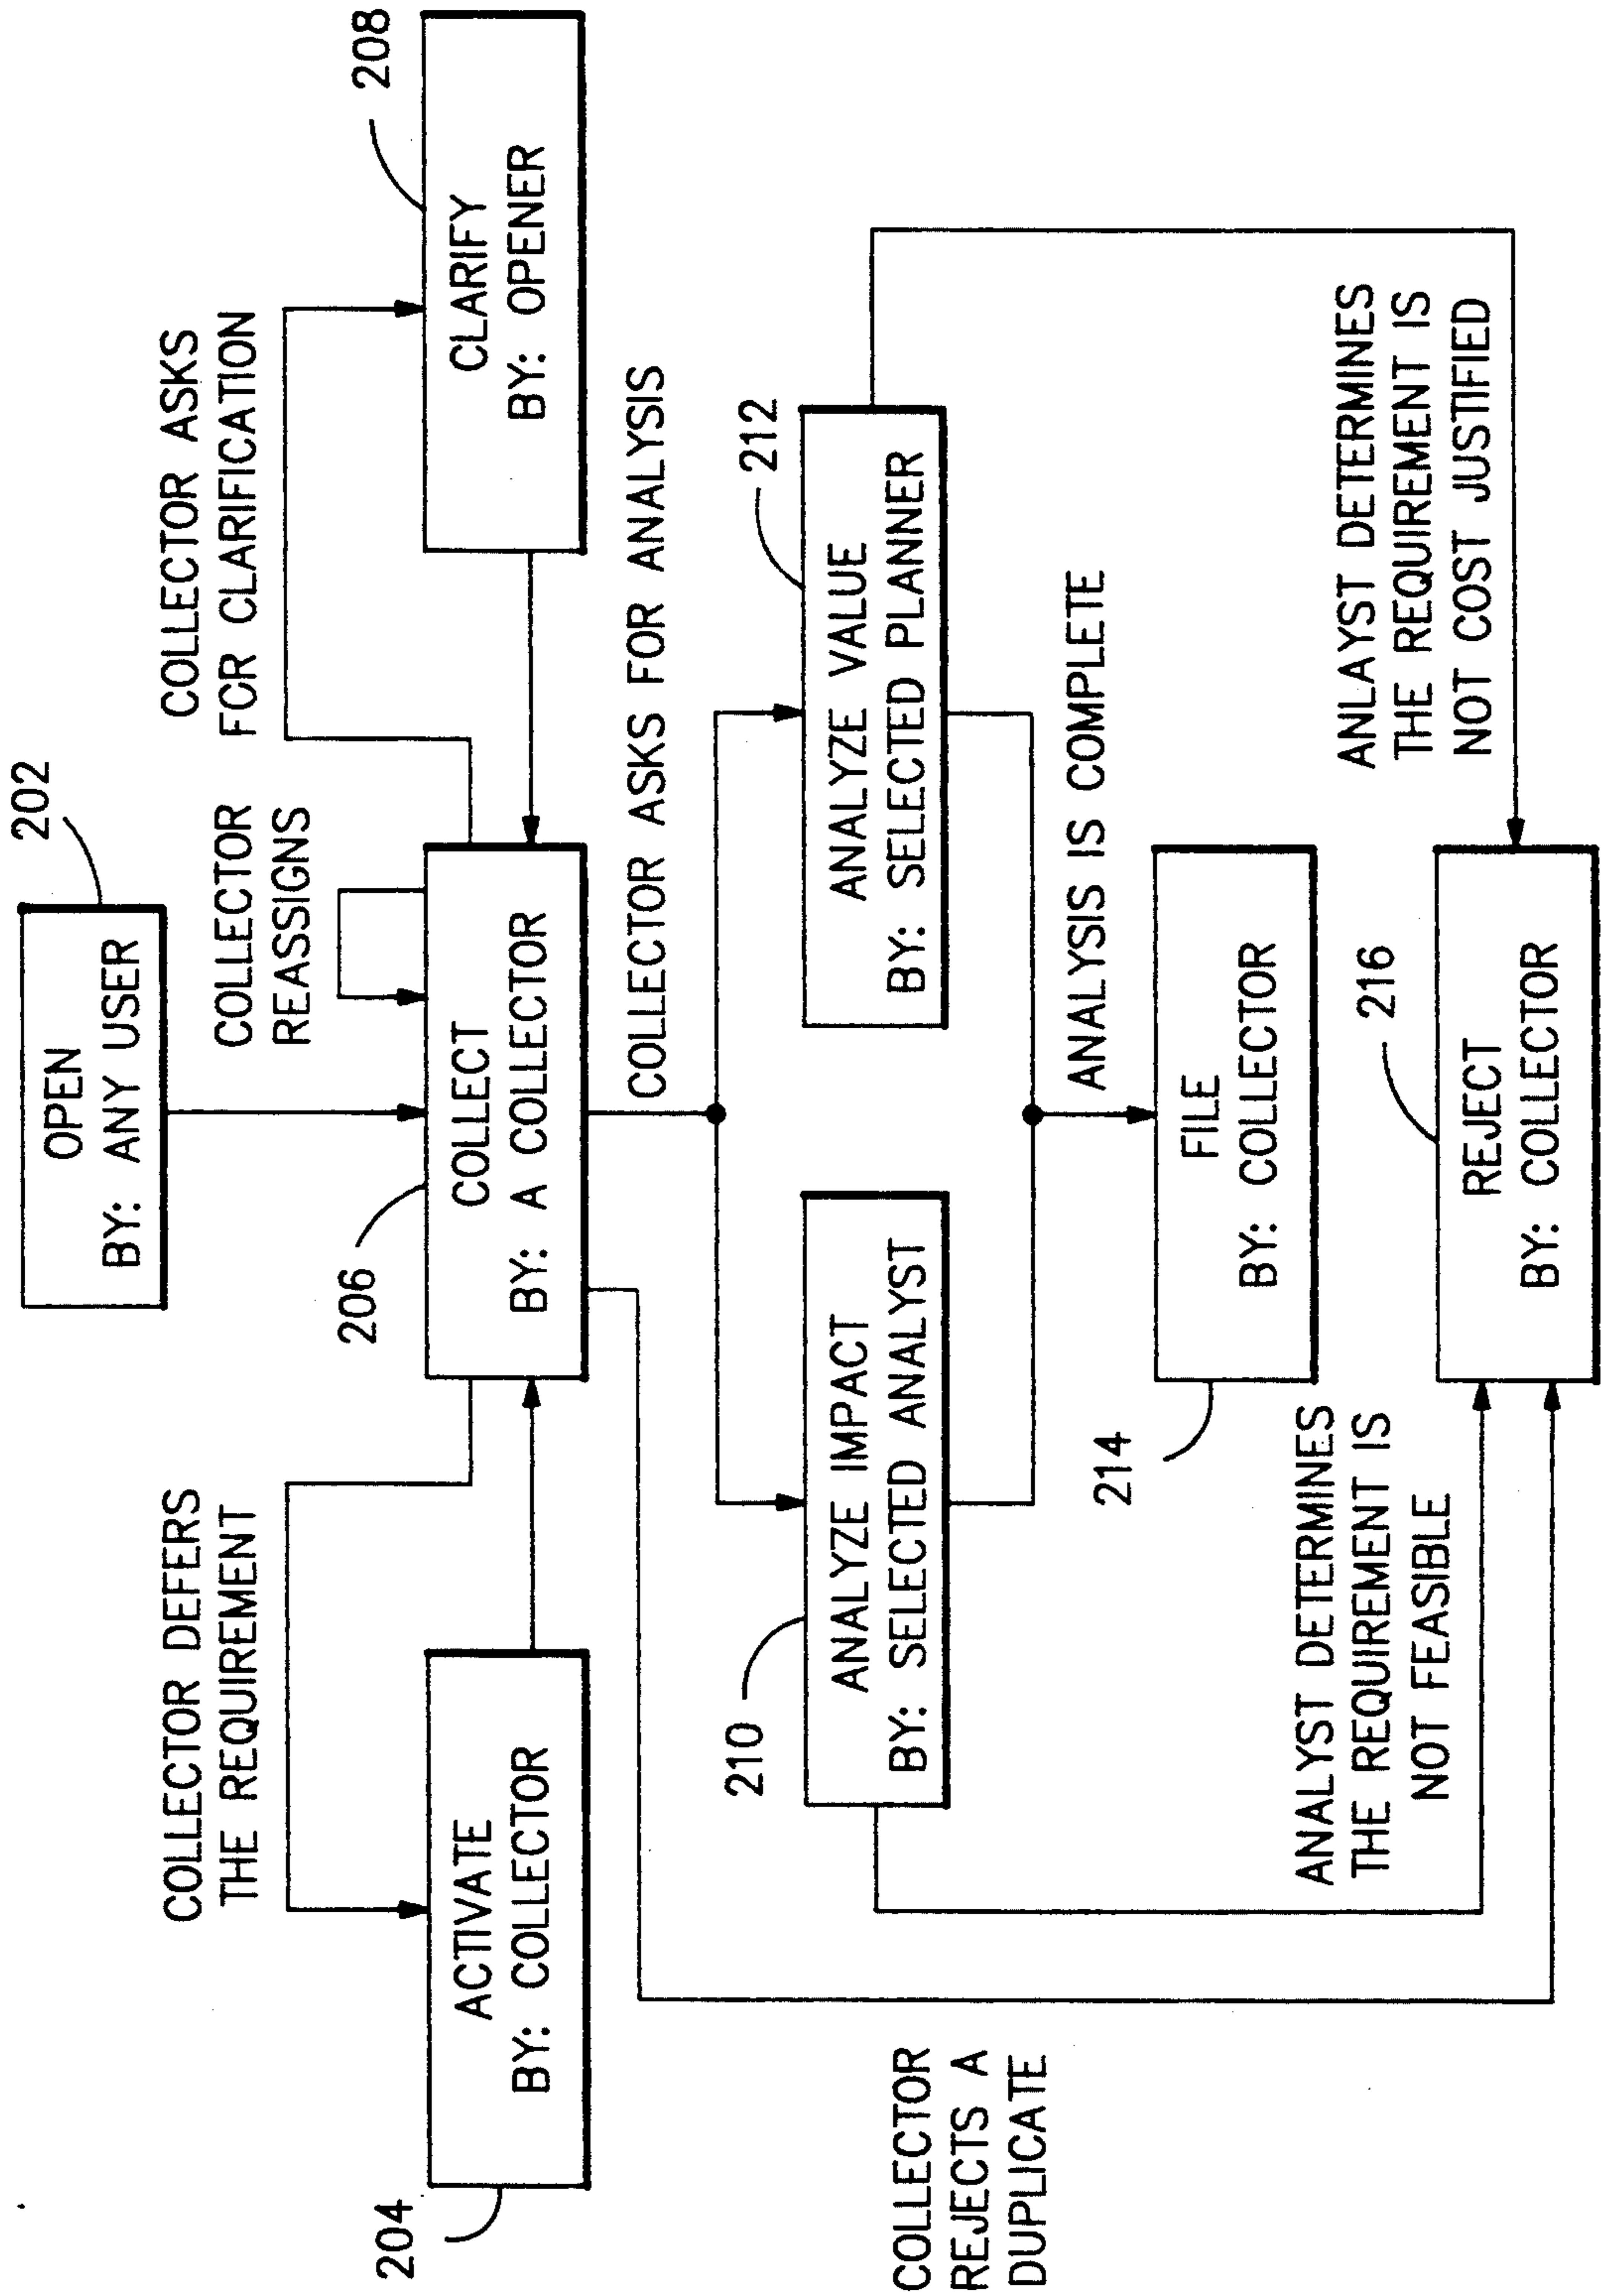 202
OPEN
BY: ANY USER
COLLECTOR DEFERS
THE REQUIREMENT
COLLECTOR
REASSIGNS
COLLECTOR ASKS
FOR CLARIFICATION
204
ACTIVATE
BY: COLLECTOR
206
COLLECT
BY: A COLLECTOR
208
CLARIFY
BY: OPENER
COLLECTOR ASKS FOR ANALYSIS
210
ANALYZE IMPACT
BY: SELECTED ANALYST
212
ANALYZE VALUE
BY: SELECTED PLANNER
COLLECTOR
REJECTS A
DUPLICATE
ANALYSIS IS COMPLETE
214
FILE
BY: COLLECTOR
ANALYST DETERMINES
THE REQUIREMENT IS
NOT FEASIBLE
216
REJECT
BY: COLLECTOR
ANLAYST DETERMINES
THE REQUIREMENT IS
NOT COST JUSTIFIED